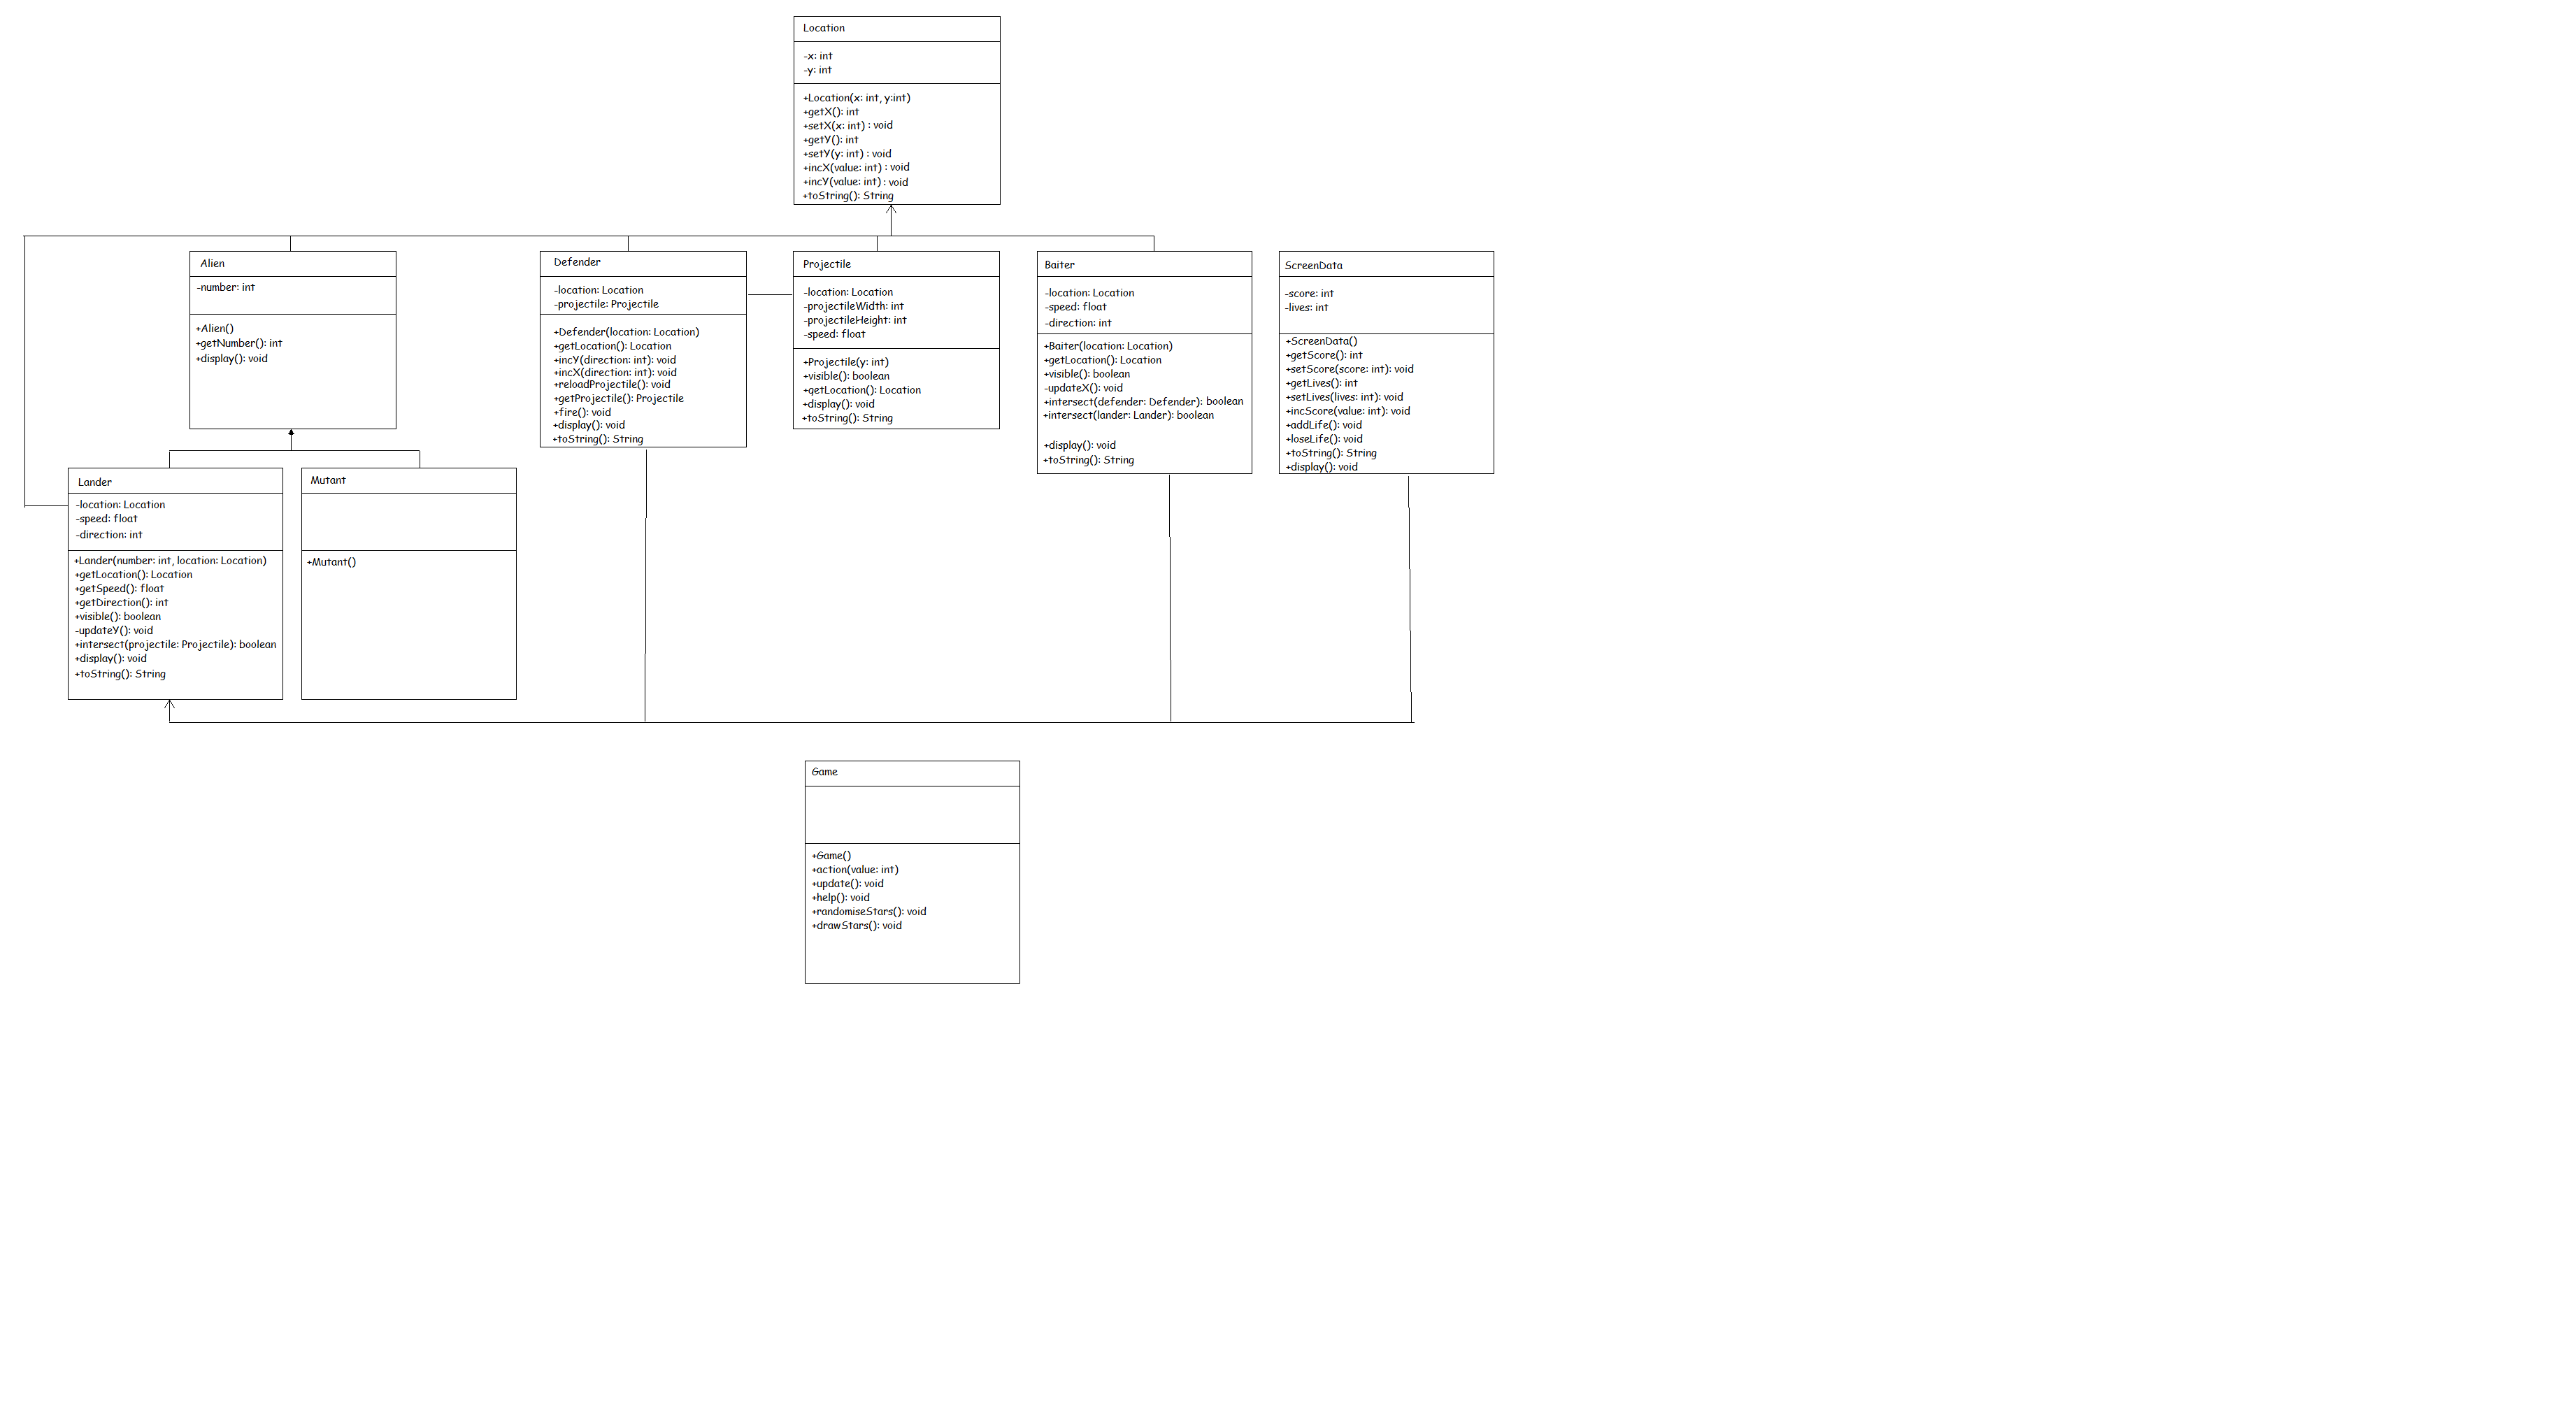 Location
-x: int
-y: int
+Location(x: int, y:int)
+getX(): int
+setX(x: int) : void
+getY(): int
+setY(y: int) : void
+incX(value: int) : void
+incY(value: int) : void
+toString(): String
Alien
-number: int
+Alien()
+getNumber(): int
+display(): void
Defender
-location: Location
-projectile: Projectile
+Defender(location: Location)
+getLocation(): Location
+incY(direction: int): void
+incX(direction: int): void
+reloadProjectile(): void
+getProjectile(): Projectile
+fire(): void
+display(): void
+toString(): String
Projectile
-location: Location
-projectileWidth: int
-projectileHeight: int
-speed: float
+Projectile(y: int)
+visible(): boolean
+getLocation(): Location
+display(): void
+toString(): String
Baiter
-location: Location
-speed: float
-direction: int
+Baiter(location: Location)
+getLocation(): Location
+visible(): boolean
-updateX(): void
+intersect(defender: Defender): boolean
+intersect(lander: Lander): boolean
+display(): void
+toString(): String
ScreenData
-score: int
-lives: int
+ScreenData()
+getScore(): int
+setScore(score: int): void
+getLives(): int
+setLives(lives: int): void
+incScore(value: int): void
+addLife(): void
+loseLife(): void
+toString(): String
+display(): void
Lander
-location: Location
-speed: float
-direction: int
+Lander(number: int, location: Location)
+getLocation(): Location
+getSpeed(): float
+getDirection(): int
+visible(): boolean
-updateY(): void
+intersect(projectile: Projectile): boolean
+display(): void
+toString(): String
Mutant
+Mutant()
Game
+Game()
+action(value: int)
+update(): void
+help(): void
+randomiseStars(): void
+drawStars(): void